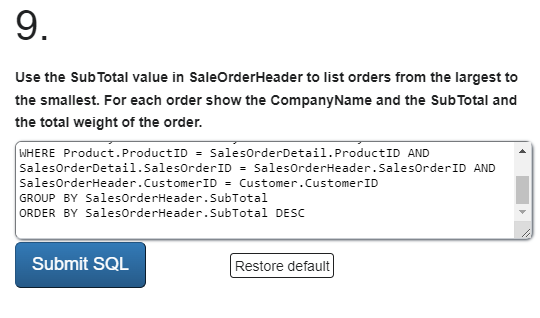 9.
Use the SubTotal value in SaleOrderHeader to list orders from the largest to
the smallest. For each order show the CompanyName and the SubTotal and
the total weight of the order.
WHERE Product.ProductID = SalesOrderDetail.ProductID AND
SalesOrderDetail.SalesOrderID = SalesOrderHeader.SalesOrderID AND
SalesOrderHeader.CustomerID = Customer.CustomerID
GROUP BY SalesOrderHeader.SubTotal
ORDER BY SalesOrderHeader.SubTotal DESC
Submit SQL
Restore default